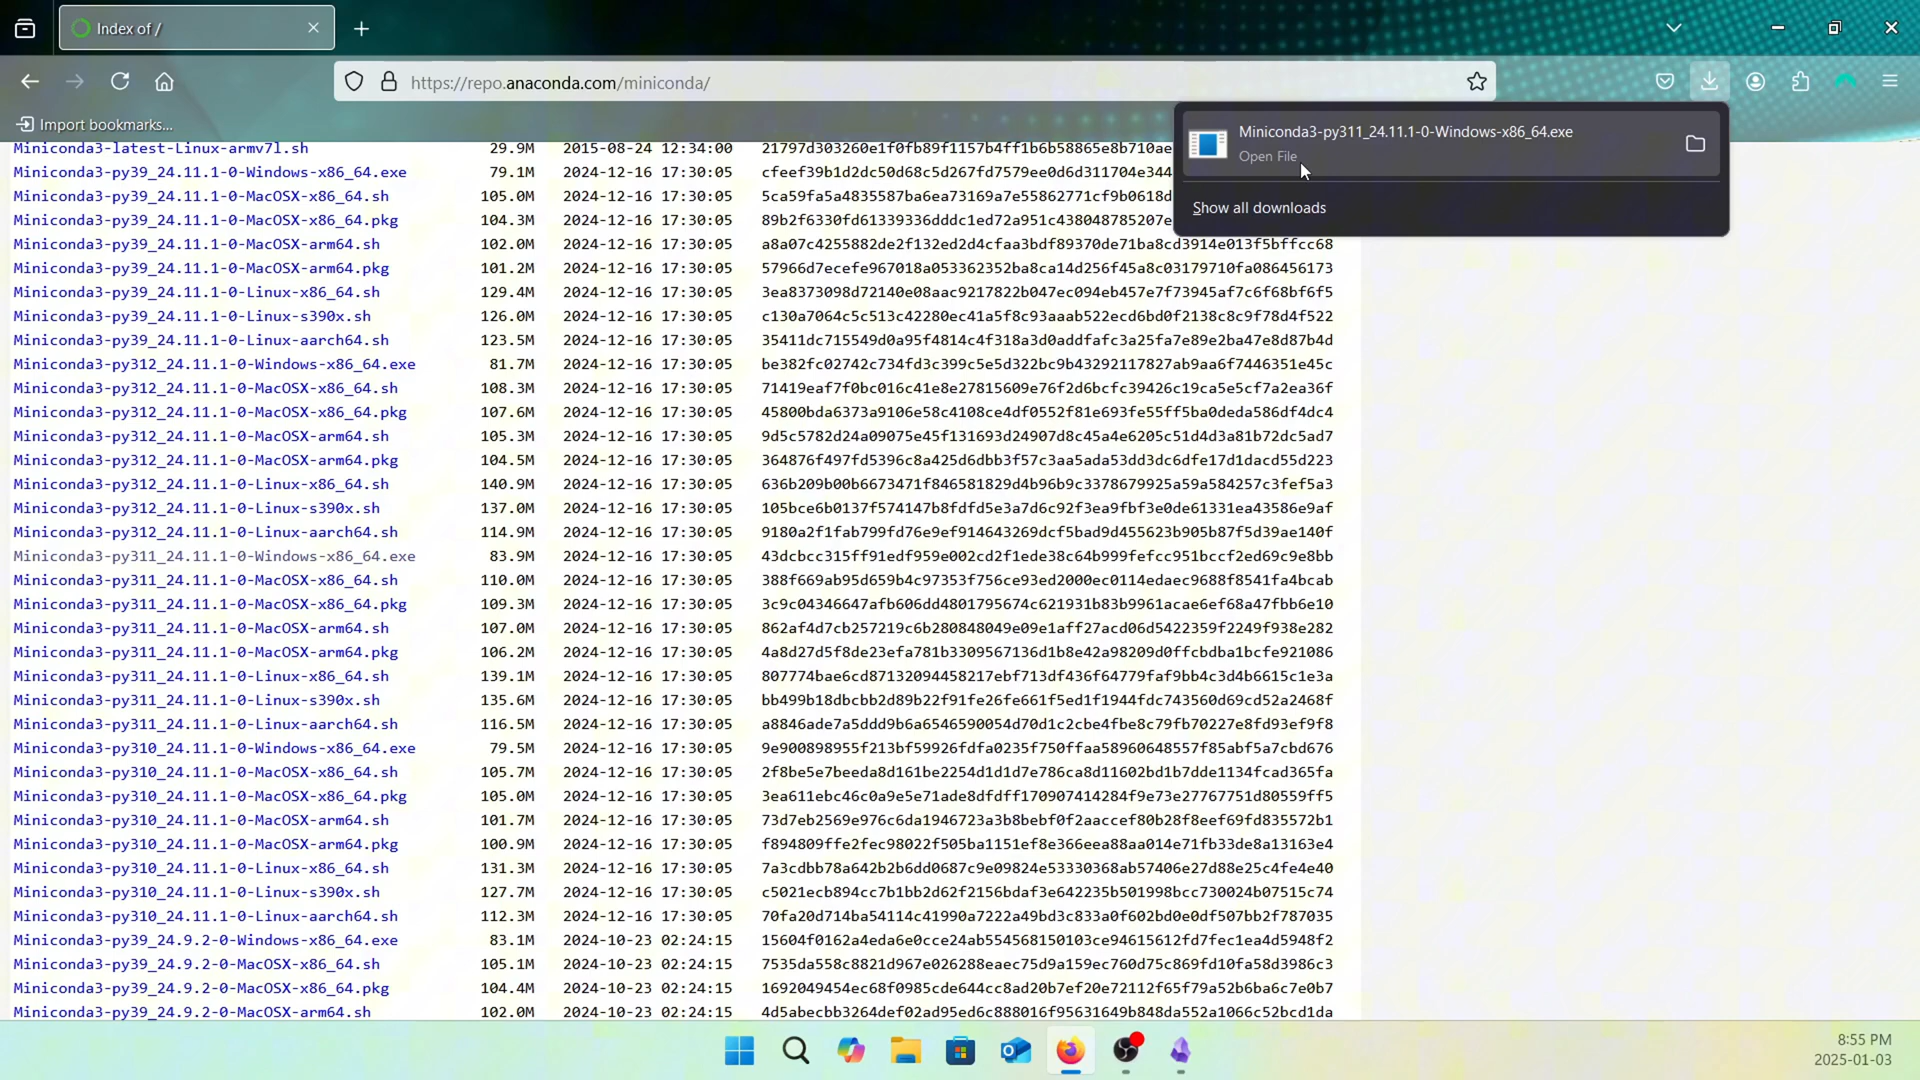 Index of /
https://repo.anaconda.com/miniconda/
Import bookmarks...
Miniconda3-py311_24.11.1-0-Windows-x86_64.exe
Open File
Show all downloads
Miniconda3-latest-Linux-armv7l.sh 29.9M 2015-08-24 12:34:00 21797d303260e1f0fb89f1157b4ff1b6b58865e8b710ae
Miniconda3-py39_24.11.1-0-Windows-x86_64.exe 79.1M 2024-12-16 17:30:05 cfeef39b1d2dc50d68c5d267fd7579ee0d6d311704e344
Miniconda3-py39_24.11.1-0-MacOSX-x86_64.sh 105.0M 2024-12-16 17:30:05 5ca59fa5a4835587ba6ea73169a7e55862771cf9b0618d
Miniconda3-py39_24.11.1-0-MacOSX-x86_64.pkg 104.3M 2024-12-16 17:30:05 89b2f6330fd61339336dddc1ed72a951c438048785207e
Miniconda3-py39_24.11.1-0-MacOSX-arm64.sh 102.0M 2024-12-16 17:30:05 a8a07c4255882de2f132ed2d4cfaa3bdf89370de71ba8cd3914e013f5bffcc68
Miniconda3-py39_24.11.1-0-MacOSX-arm64.pkg 101.2M 2024-12-16 17:30:05 57966d7ecefe967018a053362352ba8ca14d256f45a8c03179710fa086456173
Miniconda3-py39_24.11.1-0-Linux-x86_64.sh 129.4M 2024-12-16 17:30:05 3ea8373098d72140e08aac9217822b047ec094eb457e7f73945af7c6f68bf6f5
Miniconda3-py39_24.11.1-0-Linux-s390x.sh 126.0M 2024-12-16 17:30:05 c130a7064c5c513c42280ec41a5f8c93aaab522ecd6bd0f2138c8c9f78d4f522
Miniconda3-py39_24.11.1-0-Linux-aarch64.sh 123.5M 2024-12-16 17:30:05 35411dc715549d0a95f4814c4f318a3d0addfafc3a25fa7e89e2ba47e8d87b4d
Miniconda3-py312_24.11.1-0-Windows-x86_64.exe 81.7M 2024-12-16 17:30:05 be382fc02742c734fd3c399c5e5d322bc9b43292117827ab9aa6f7446351e45c
Miniconda3-py312_24.11.1-0-MacOSX-x86_64.sh 108.3M 2024-12-16 17:30:05 71419eaf7f0bc016c41e8e27815609e76f2d6bcfc39426c19ca5e5cf7a2ea36f
Miniconda3-py312_24.11.1-0-MacOSX-x86_64.pkg 107.6M 2024-12-16 17:30:05 45800bda6373a9106e58c4108ce4df0552f81e693fe55ff5ba0deda586df4dc4
Miniconda3-py312_24.11.1-0-MacOSX-arm64.sh 105.3M 2024-12-16 17:30:05 9d5c5782d24a09075e45f131693d24907d8c45a4e6205c51d4d3a81b72dc5ad7
Miniconda3-py312_24.11.1-0-MacOSX-arm64.pkg 104.5M 2024-12-16 17:30:05 364876f497fd5396c8a425d6dbb3f57c3aa5ada53dd3dc6dfe17d1dacd55d223
Miniconda3-py312_24.11.1-0-Linux-x86_64.sh 140.9M 2024-12-16 17:30:05 636b209b00b6673471f846581829d4b96b9c3378679925a59a584257c3fef5a3
Miniconda3-py312_24.11.1-0-Linux-s390x.sh 137.0M 2024-12-16 17:30:05 105bce6b0137f574147b8fdfd5e3a7d6c92f3ea9fbf3e0de61331ea43586e9af
Miniconda3-py312_24.11.1-0-Linux-aarch64.sh 114.9M 2024-12-16 17:30:05 9180a2f1fab799fd76e9ef914643269dcf5bad9d455623b905b87f5d39ae140f
Miniconda3-py311_24.11.1-0-Windows-x86_64.exe 83.9M 2024-12-16 17:30:05 43dcbcc315ff91edf959e002cd2f1ede38c64b999fefcc951bccf2ed69c9e8bb
Miniconda3-py311_24.11.1-0-MacOSX-x86_64.sh 110.0M 2024-12-16 17:30:05 388f669ab95d659b4c97353f756ce93ed2000ec0114edaec9688f8541fa4bcab
Miniconda3-py311_24.11.1-0-MacOSX-x86_64.pkg 109.3M 2024-12-16 17:30:05 3c9c04346647afb606dd4801795674c621931b83b9961acae6ef68a47fbb6e10
Miniconda3-py311_24.11.1-0-MacOSX-arm64.sh 107.0M 2024-12-16 17:30:05 862af4d7cb257219c6b280848049e09e1aff27acd06d5422359f2249f938e282
Miniconda3-py311_24.11.1-0-MacOSX-arm64.pkg 106.2M 2024-12-16 17:30:05 4a8d27d5f8de23efa781b3309567136d1b8e42a98209d0ffcbdba1bcfe921086
Miniconda3-py311_24.11.1-0-Linux-x86_64.sh 139.1M 2024-12-16 17:30:05 807774bae6cd87132094458217ebf713df436f64779faf9bb4c3d4b6615c1e3a
Miniconda3-py311_24.11.1-0-Linux-s390x.sh 135.6M 2024-12-16 17:30:05 bb499b18dbcbb2d89b22f91fe26fe661f5ed1f1944fdc743560d69cd52a2468f
Miniconda3-py311_24.11.1-0-Linux-aarch64.sh 116.5M 2024-12-16 17:30:05 a8846ade7a5ddd9b6a6546590054d70d1c2cbe4fbe8c79fb70227e8fd93ef9f8
Miniconda3-py310_24.11.1-0-Windows-x86_64.exe 79.5M 2024-12-16 17:30:05 9e900898955f213bf59926fdfa0235f750ffaa58960648557f85abf5a7cbd676
Miniconda3-py310_24.11.1-0-MacOSX-x86_64.sh 105.7M 2024-12-16 17:30:05 2f8be5e7beeda8d161be2254d1d1d7e786ca8d11602bd1b7dde1134fcad365fa
Miniconda3-py310_24.11.1-0-MacOSX-x86_64.pkg 105.0M 2024-12-16 17:30:05 3ea611ebc46c0a9e5e71ade8dfdff170907414284f9e73e27767751d80559ff5
Miniconda3-py310_24.11.1-0-MacOSX-arm64.sh 101.7M 2024-12-16 17:30:05 73d7eb2569e976c6da1946723a3b8bebf0f2aaccef80b28f8eef69fd835572b1
Miniconda3-py310_24.11.1-0-MacOSX-arm64.pkg 100.9M 2024-12-16 17:30:05 f894809ffe2fec98022f505ba1151ef8e366eea88aa014e71fb33de8a13163e4
Miniconda3-py310_24.11.1-0-Linux-x86_64.sh 131.3M 2024-12-16 17:30:05 7a3cdbb78a642b2b6dd0687c9e09824e53330368ab57406e27d88e25c4fe4e40
Miniconda3-py310_24.11.1-0-Linux-s390x.sh 127.7M 2024-12-16 17:30:05 c5021ecb894cc7b1bb2d62f2156bdaf3e642235b501998bcc730024b07515c74
Miniconda3-py310_24.11.1-0-Linux-aarch64.sh 112.3M 2024-12-16 17:30:05 70fa20d714ba54114c41990a7222a49bd3c833a0f602bd0e0df507bb2f787035
Miniconda3-py39_24.9.2-0-Windows-x86_64.exe 83.1M 2024-10-23 02:24:15 15604f0162a4eda6e0cce24ab554568150103ce94615612fd7fec1ea4d5948f2
Miniconda3-py39_24.9.2-0-MacOSX-x86_64.sh 105.1M 2024-10-23 02:24:15 7535da558c8821d967e026288eaec75d9a159ec760d75c869fd10fa58d3986c3
Miniconda3-py39_24.9.2-0-MacOSX-x86_64.pkg 104.4M 2024-10-23 02:24:15 1692049454ec68f0985cde644cc8ad20b7ef20e72112f65f79a52b6ba6c7e0b7
Miniconda3-py39_24.9.2-0-MacOSX-arm64.sh 102.0M 2024-10-23 02:24:15 4d5abecbb3264def02ad95ed6c888016f95631649b848da552a1066c52bcd1da
8:55 PM
2025-01-03